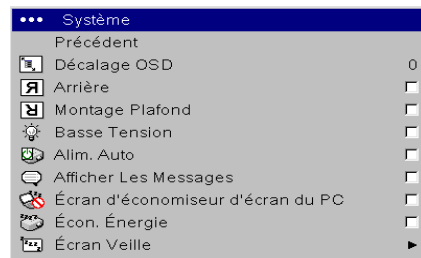 ••• Système
Précédent
Décalage OSD 0
Arrière
Montage Plafond
Basse Tension
Alim. Auto
Afficher Les Messages
Écran d'économiseur d'écran du PC
Écon. Énergie
Écran Veille